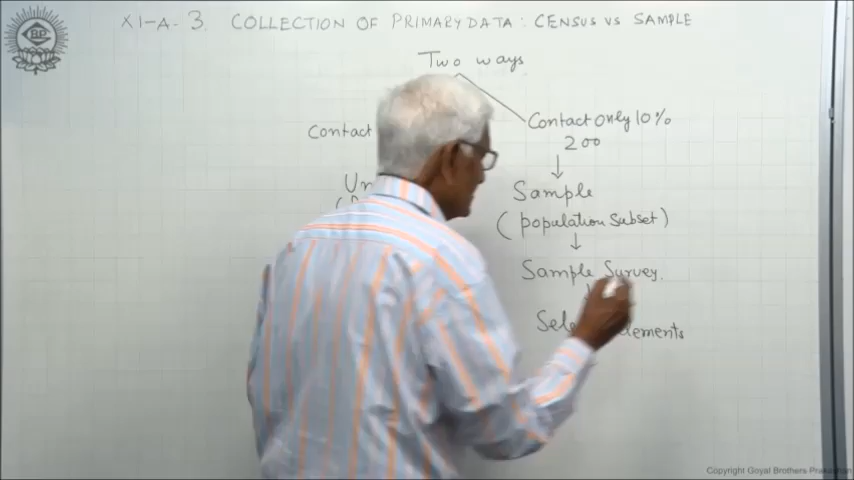 XI-A-3. COLLECTION OF PRIMARY DATA: CENSUS VS SAMPLE
BP
Two ways
Contact only 10%
Contact
200
Sample
(population Subset)
Sample Survey.
Copyright Goyal Brothers Prakashan